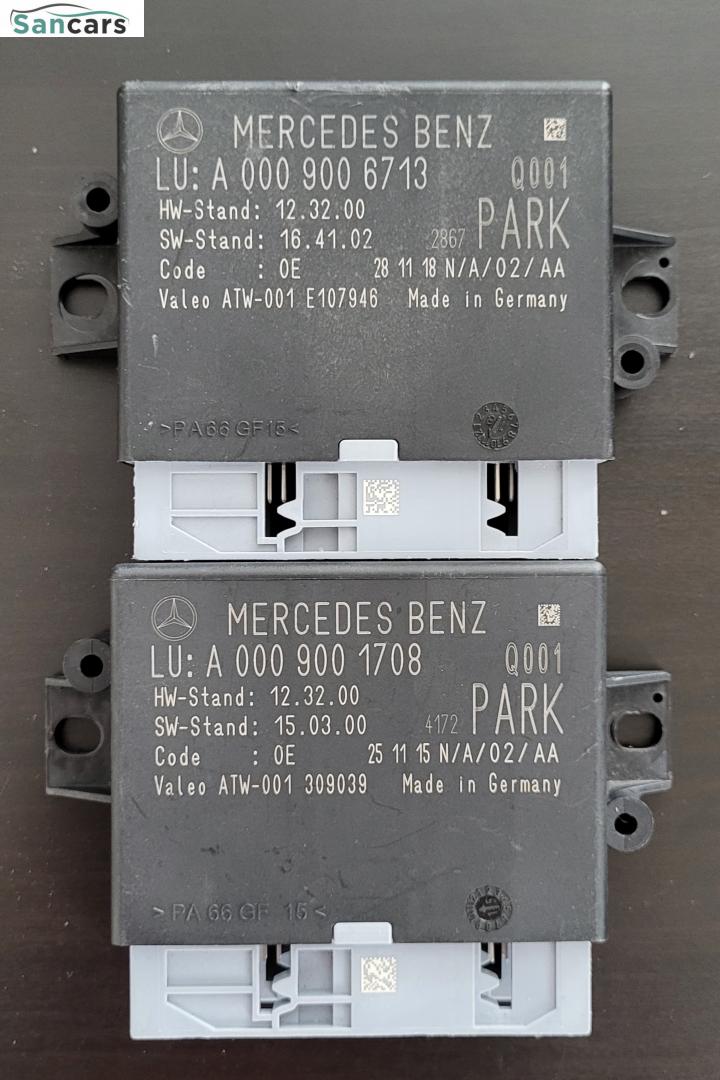 Sancars
MERCEDES BENZ
LU: A 000 900 6713 Q001
HW-Stand: 12.32.00
SW-Stand: 16.41.02 2867 PARK
Code : 0E 28 11 18 N/A/02/AA
Valeo ATW-001 E107946 Made in Germany
>PA66 GF15<
MERCEDES BENZ
LU: A 000 900 1708 Q001
HW-Stand: 12.32.00
SW-Stand: 15.03.00 4172 PARK
Code : 0E 25 11 15 N/A/02/AA
Valeo ATW-001 309039 Made in Germany
>PA66 GF 15<